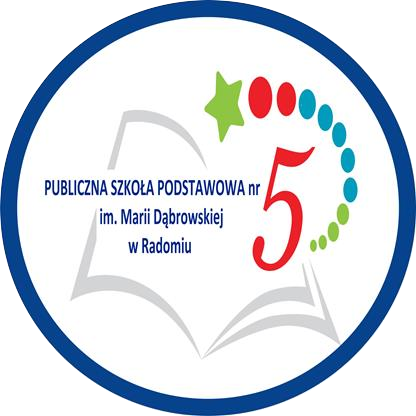 PUBLICZNA SZKOŁA PODSTAWOWA nr 5
im. Marii Dąbrowskiej
w Radomiu